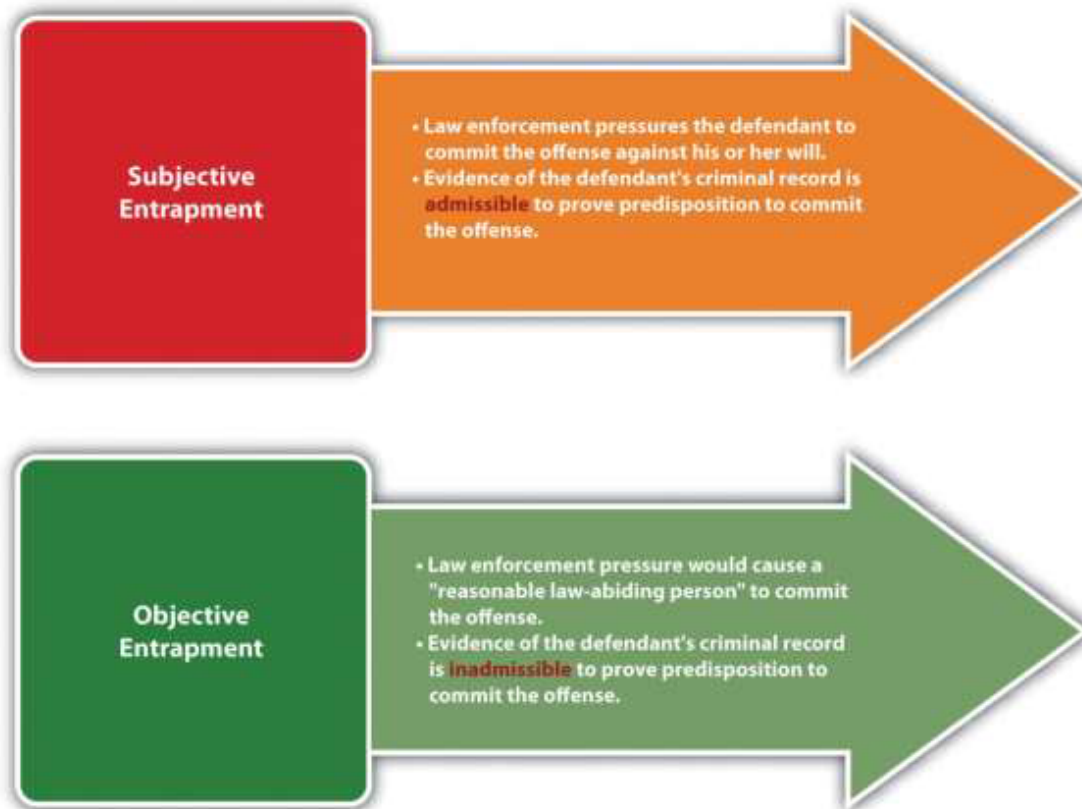 Subjective
Entrapment
• Law enforcement pressures the defendant to
commit the offense against his or her will.
• Evidence of the defendant's criminal record is
admissible to prove predisposition to commit
the offense.
Objective
Entrapment
• Law enforcement pressure would cause a
"reasonable law-abiding person" to commit
the offense.
• Evidence of the defendant's criminal record
is inadmissible to prove predisposition to
commit the offense.